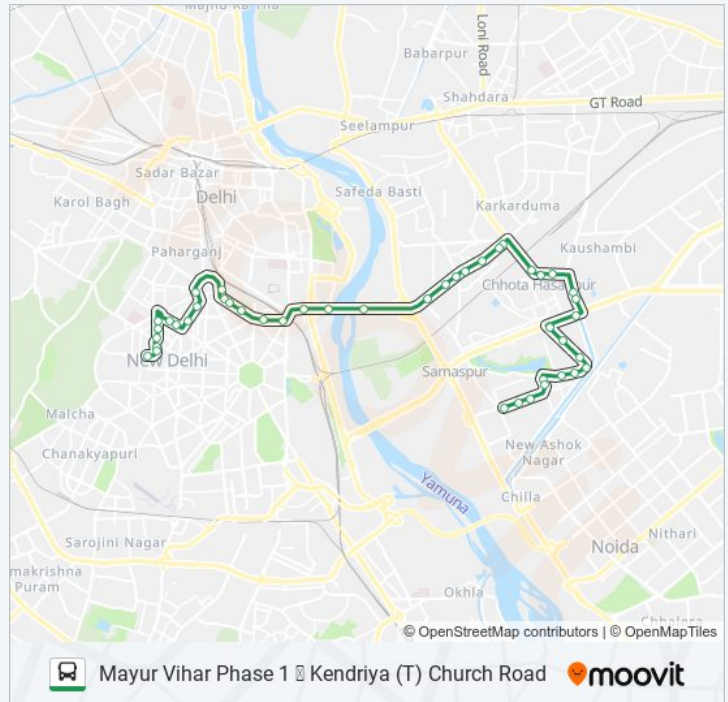 Majnu Ka Tila
Loni Road
Babarpur
Shahdara
GT Road
Seelampur
Sadar Bazar
Delhi
Safeda Basti
Karol Bagh
Karkarduma
Paharganj
Kaushambi
Chhota Hasanpur
New Delhi
Samaspur
Malcha
New Ashok
Nagar
Chanakyapuri
Yamuna
Chilla
Sarojini Nagar
Nithari
Noida
makrishna
Puram
Okhla
Chhalera
© OpenStreetMap contributors | © OpenMapTiles
Mayur Vihar Phase 1 Kendriya (T) Church Road
moovit